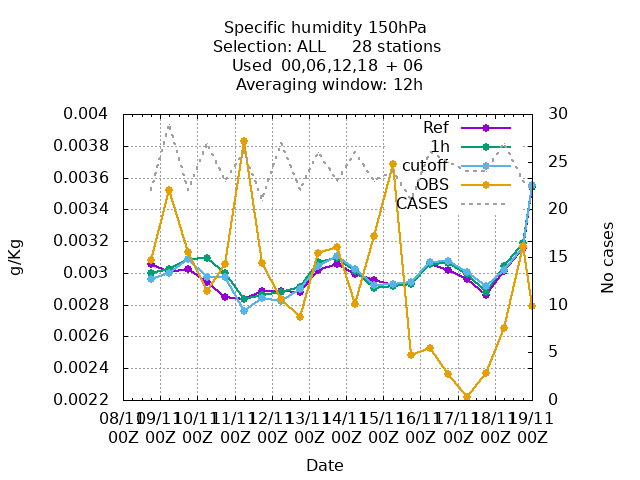 Specific humidity 150hPa
Selection: ALL 28 stations
Used 00,06,12,18 + 06
Averaging window: 12h
0.004
0.0038
0.0036
0.0034
0.0032
0.003
0.0028
0.0026
0.0024
0.0022
g/Kg
30
25
20
15
10
5
0
No cases
Ref
1h
cutoff
OBS
CASES
08/11 09/11 10/11 11/11 12/11 13/11 14/11 15/11 16/11 17/11 18/11 19/11
00Z 00Z 00Z 00Z 00Z 00Z 00Z 00Z 00Z 00Z 00Z 00Z
Date